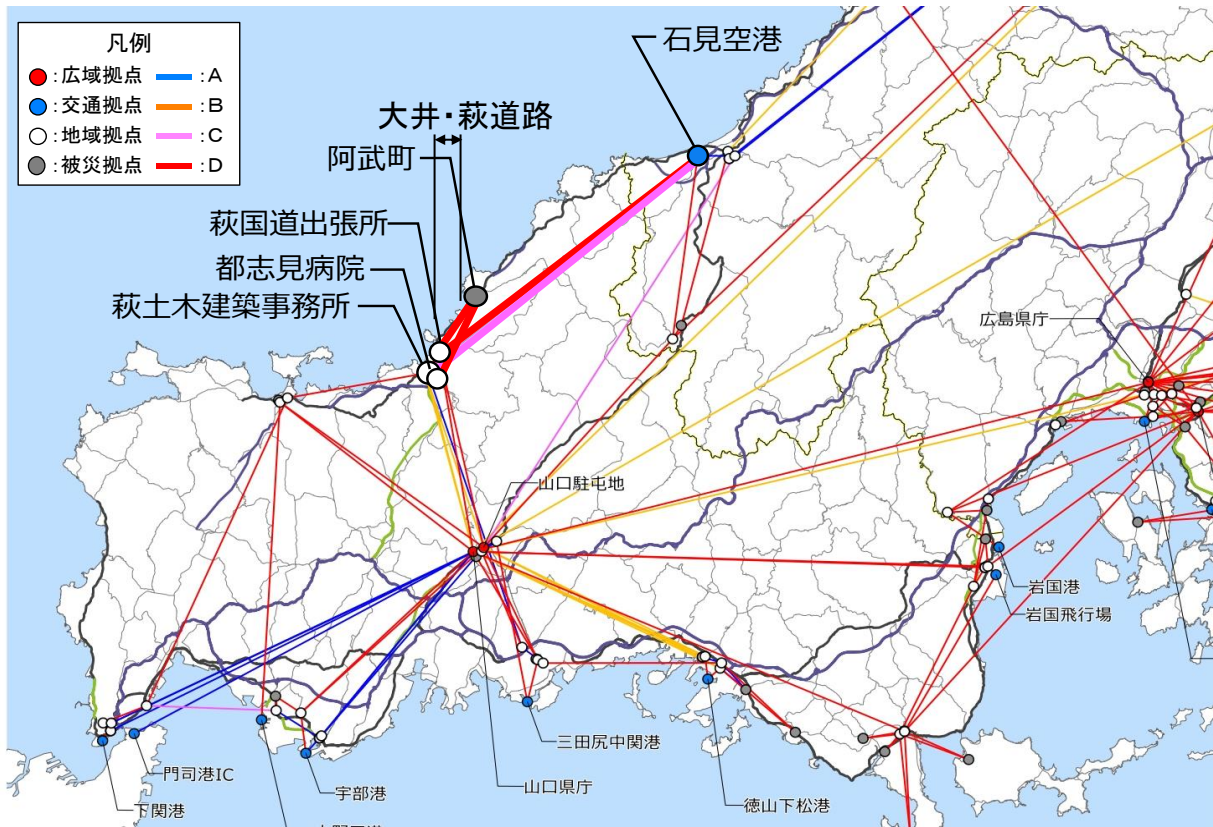 凡例
:広域拠点 :A
:交通拠点 :B
:地域拠点 :C
:被災拠点 :D
石見空港
大井・萩道路
阿武町
萩国道出張所
都志見病院
萩土木建築事務所
広島県庁
山口駐屯地
岩国港
岩国飛行場
三田尻中関港
門司港IC
宇部港
山口県庁
徳山下松港
下関港